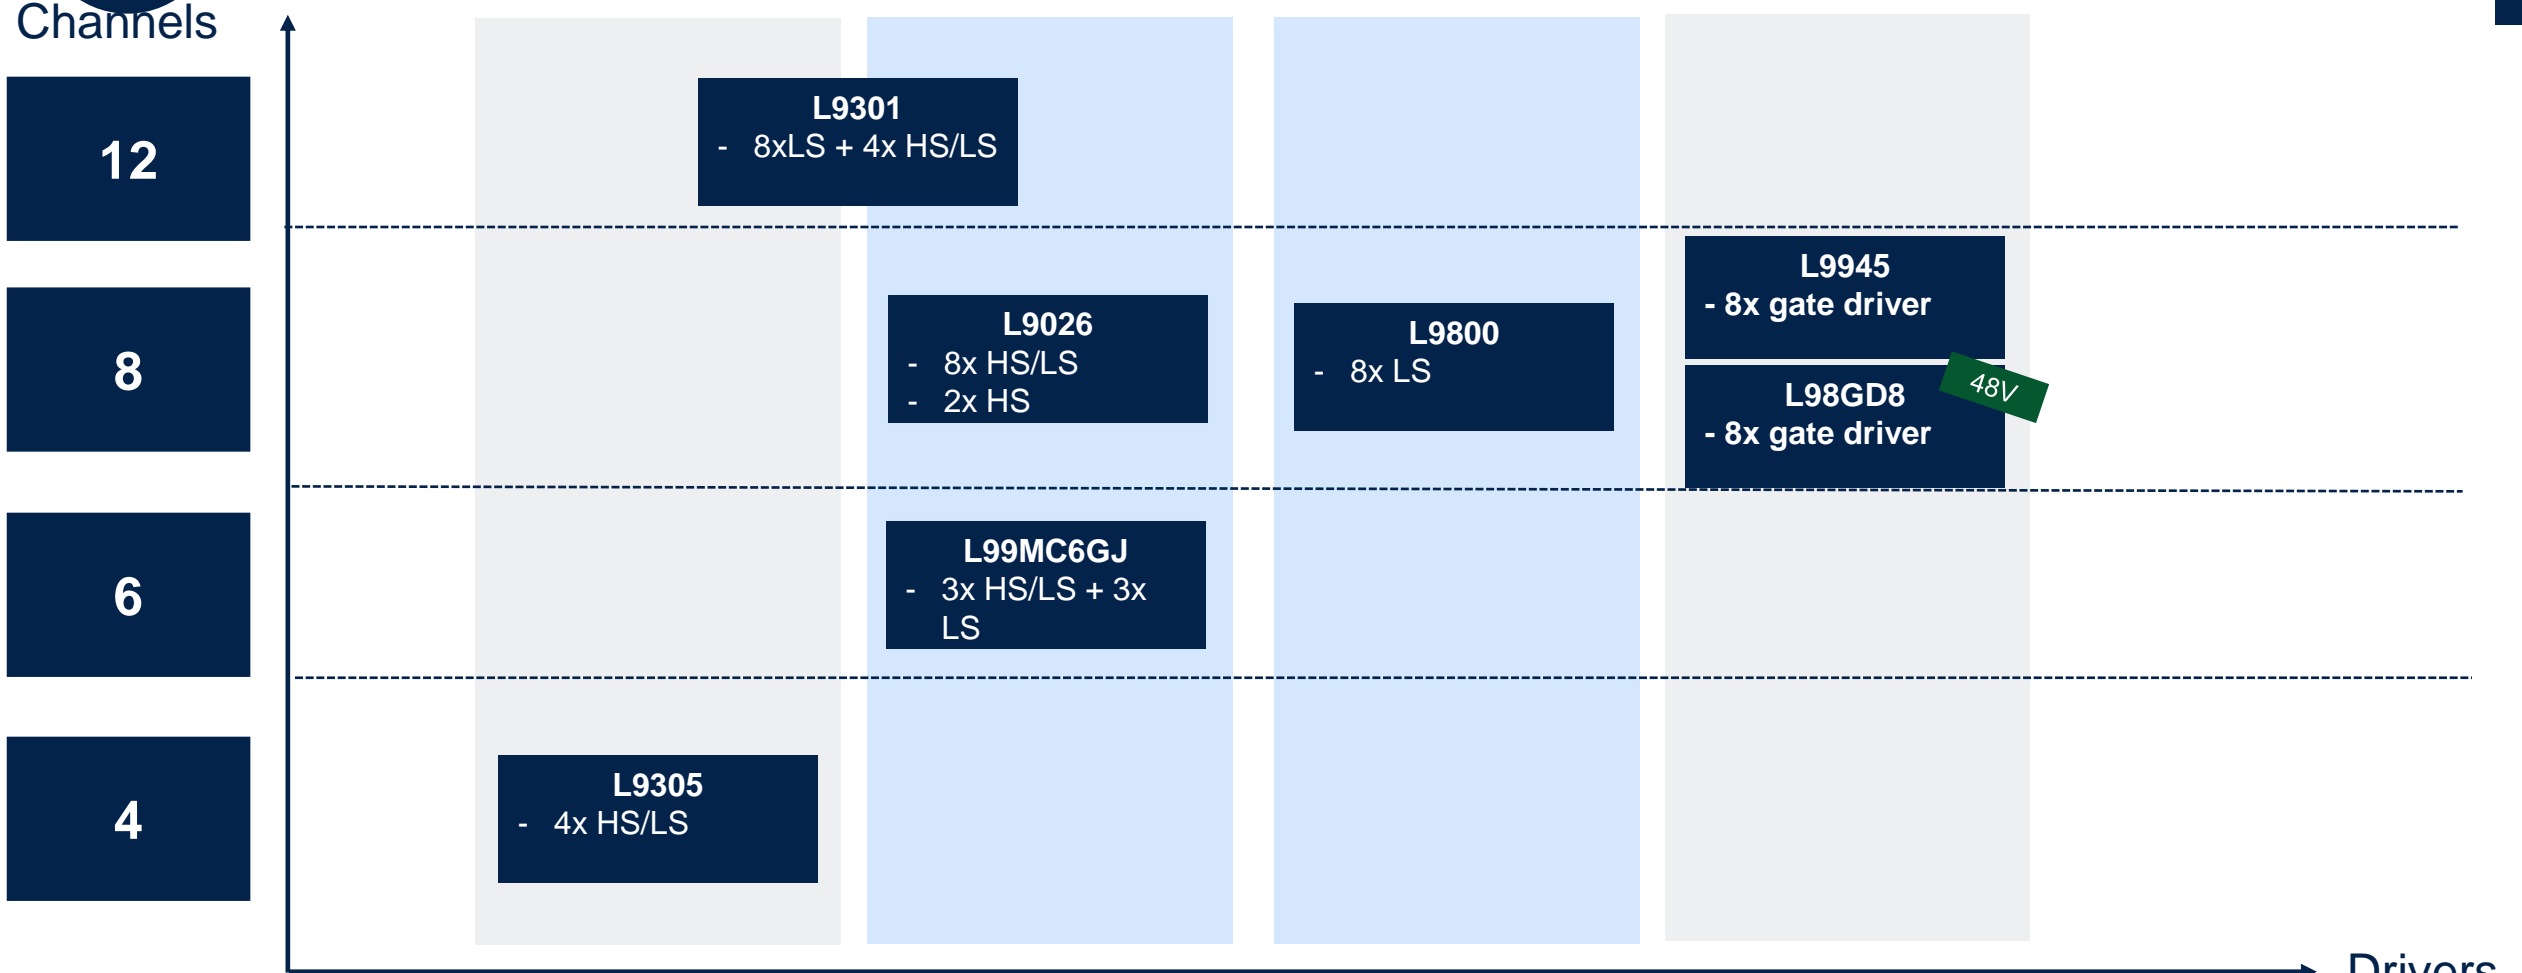 Channels
12
L9301
- 8xLS + 4x HS/LS
8
L9026
- 8x HS/LS
- 2x HS
L9800
- 8x LS
L9945
- 8x gate driver
48V
L98GD8
- 8x gate driver
6
L99MC6GJ
- 3x HS/LS + 3x
LS
4
L9305
- 4x HS/LS
Drivers